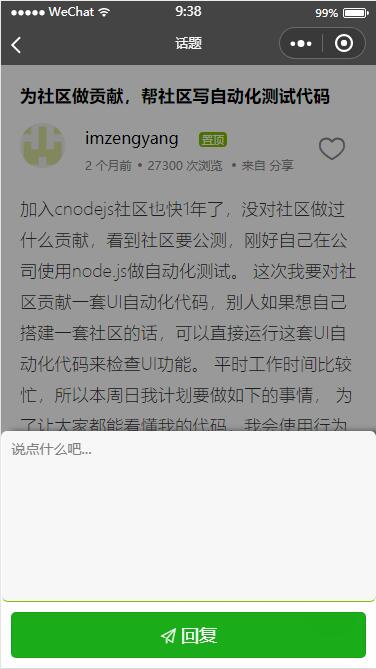 WeChat 9:38 99%
话题
为社区做贡献，帮社区写自动化测试代码
imzengyang 置顶
2 个月前 • 27300 次浏览 • 来自 分享
加入cnodejs社区也快1年了，没对社区做过
什么贡献，看到社区要公测，刚好自己在公
司使用node.js做自动化测试。 这次我要对社
区贡献一套UI自动化代码，别人如果想自己
搭建一套社区的话，可以直接运行这套UI自
动化代码来检查UI功能。 平时工作时间比较
忙，所以本周日我计划要做如下的事情， 为
了让大家都能看懂我的代码，我会使用行为
说点什么吧...
回复